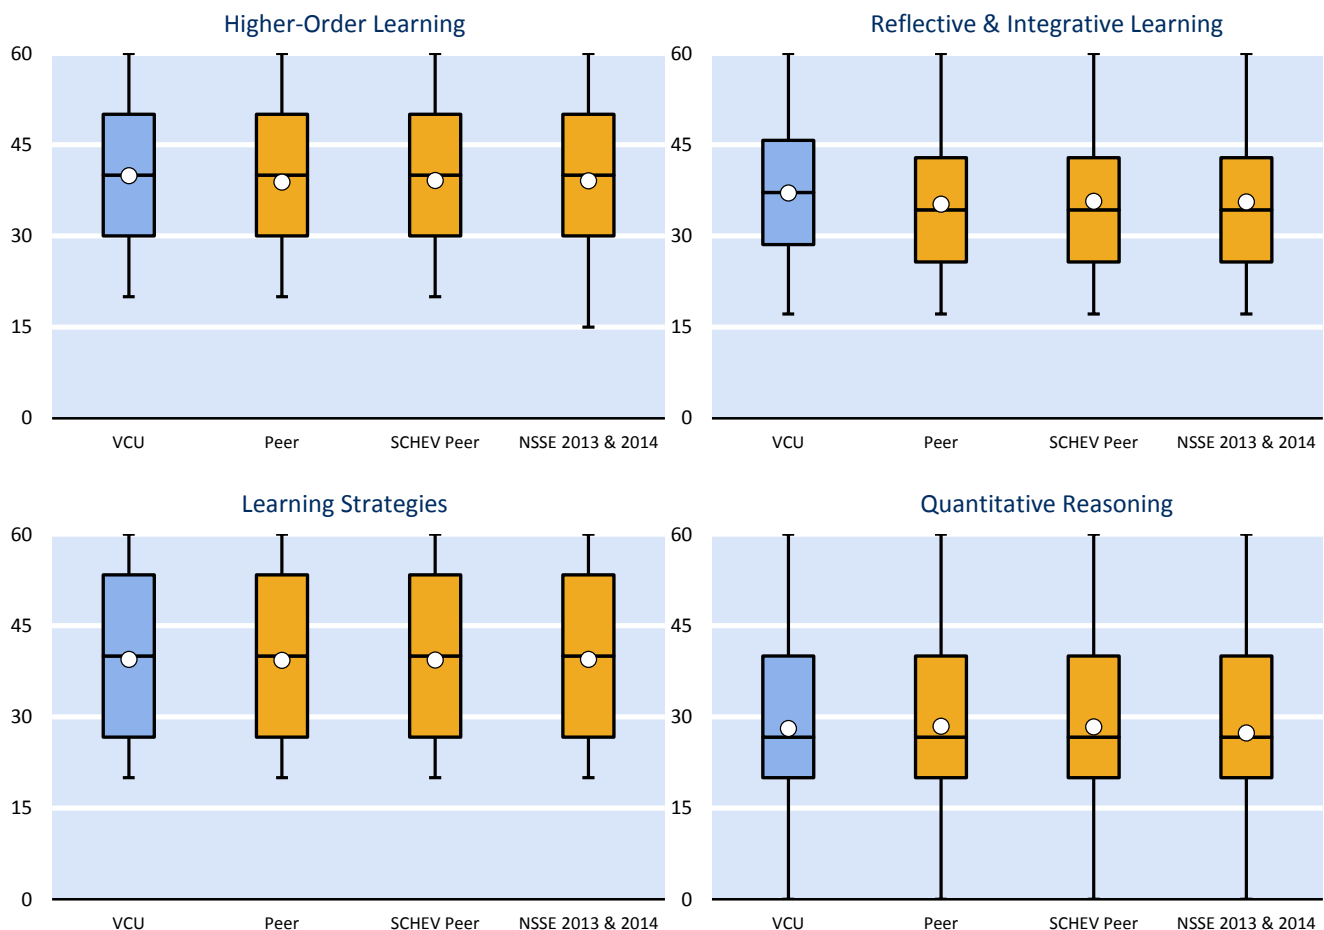 Higher-Order Learning
60
45
30
15
0
VCU Peer SCHEV Peer NSSE 2013 & 2014
Reflective & Integrative Learning
60
45
30
15
0
VCU Peer SCHEV Peer NSSE 2013 & 2014
Learning Strategies
60
45
30
15
0
VCU Peer SCHEV Peer NSSE 2013 & 2014
Quantitative Reasoning
60
45
30
15
0
VCU Peer SCHEV Peer NSSE 2013 & 2014